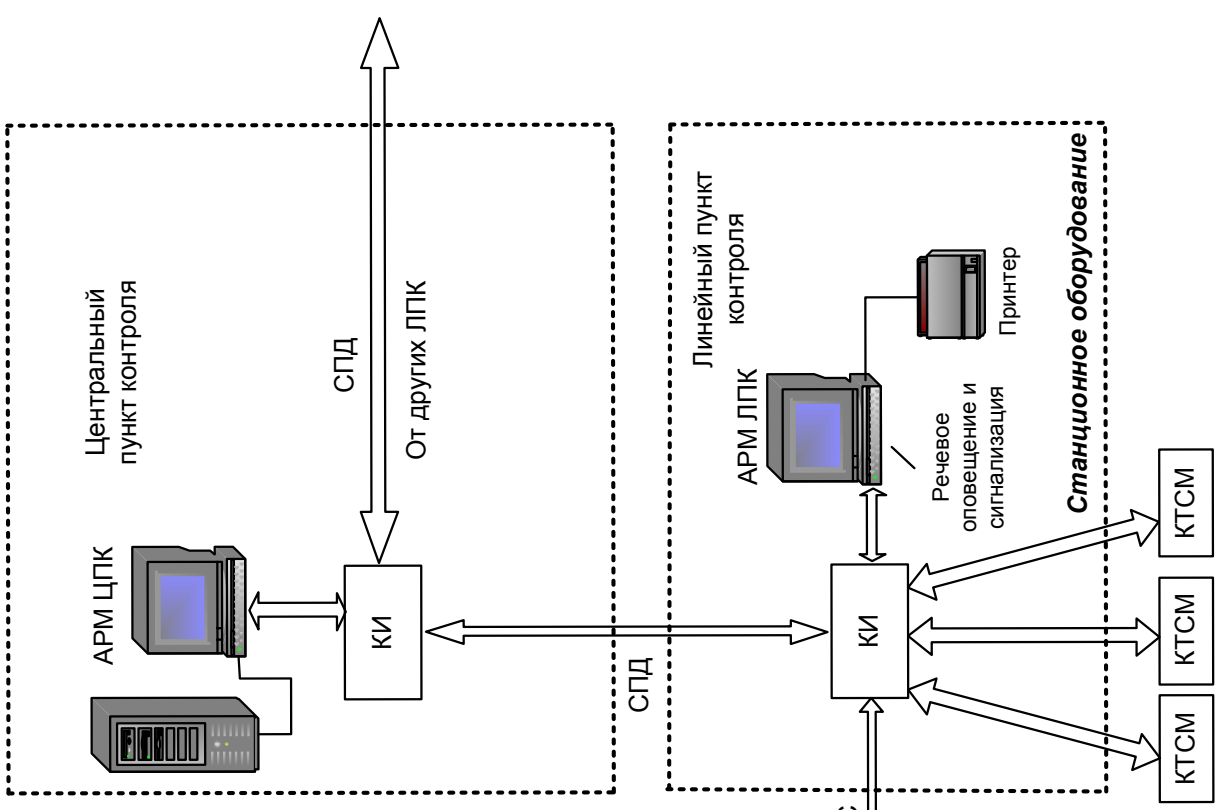 Центральный
пункт контроля
АРМ ЦПК
СПД
От других ЛПК
КИ
СПД
Линейный пункт
контроля
АРМ ЛПК
Речевое
оповещение и
сигнализация
Принтер
КИ
Станционное оборудование
КТСМ
КТСМ
КТСМ